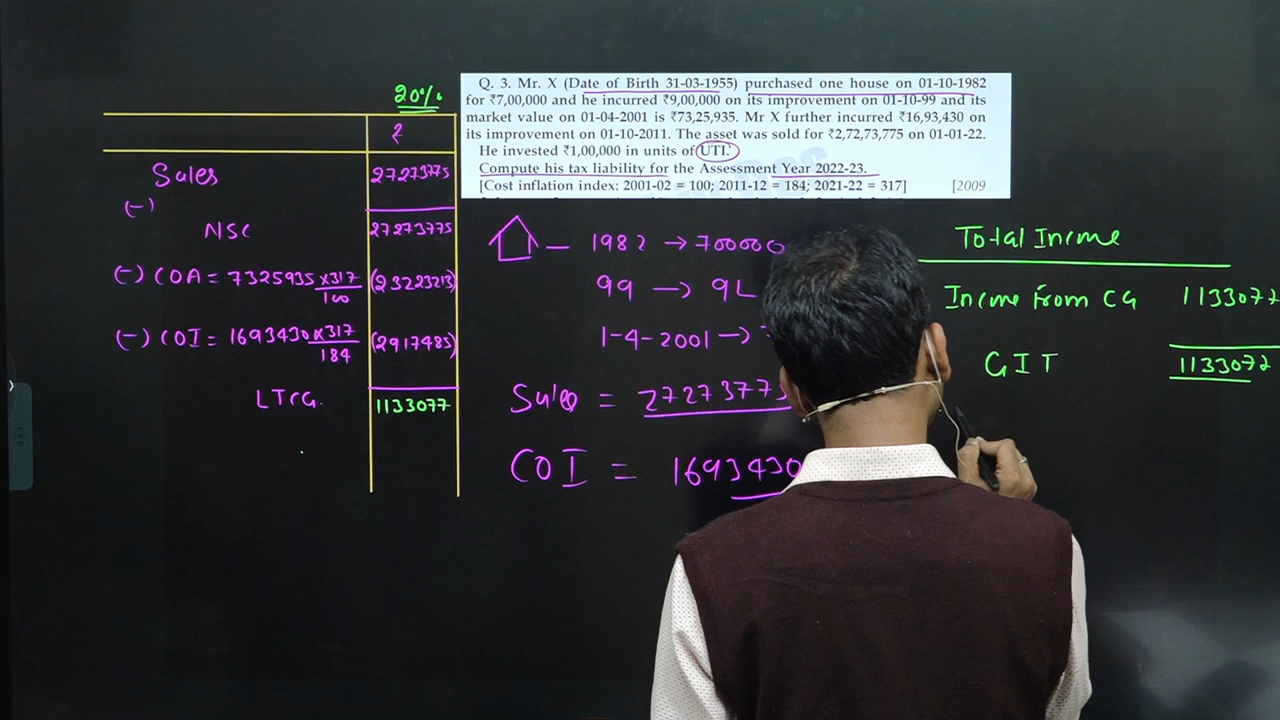 20%
₹
Sales 27273775
(-)
NSC 27273775
(-) COA = 7325935 × 317 / 100 (23223213)
(-) COI = 1693430 × 317 / 184 (2917485)
LTCG. 1133077
Q. 3. Mr. X (Date of Birth 31-03-1955) purchased one house on 01-10-1982
for ₹7,00,000 and he incurred ₹9,00,000 on its improvement on 01-10-99 and its
market value on 01-04-2001 is ₹73,25,935. Mr X further incurred ₹16,93,430 on
its improvement on 01-10-2011. The asset was sold for ₹2,72,73,775 on 01-01-22.
He invested ₹1,00,000 in units of UTI.
Compute his tax liability for the Assessment Year 2022-23.
[Cost inflation index: 2001-02 = 100; 2011-12 = 184; 2021-22 = 317] [2009
— 1982 → 700000
99 → 9L
1-4-2001 →
Sales = 27273775
COI = 1693430
Total Income
Income from CG 1133077
GIT 1133077